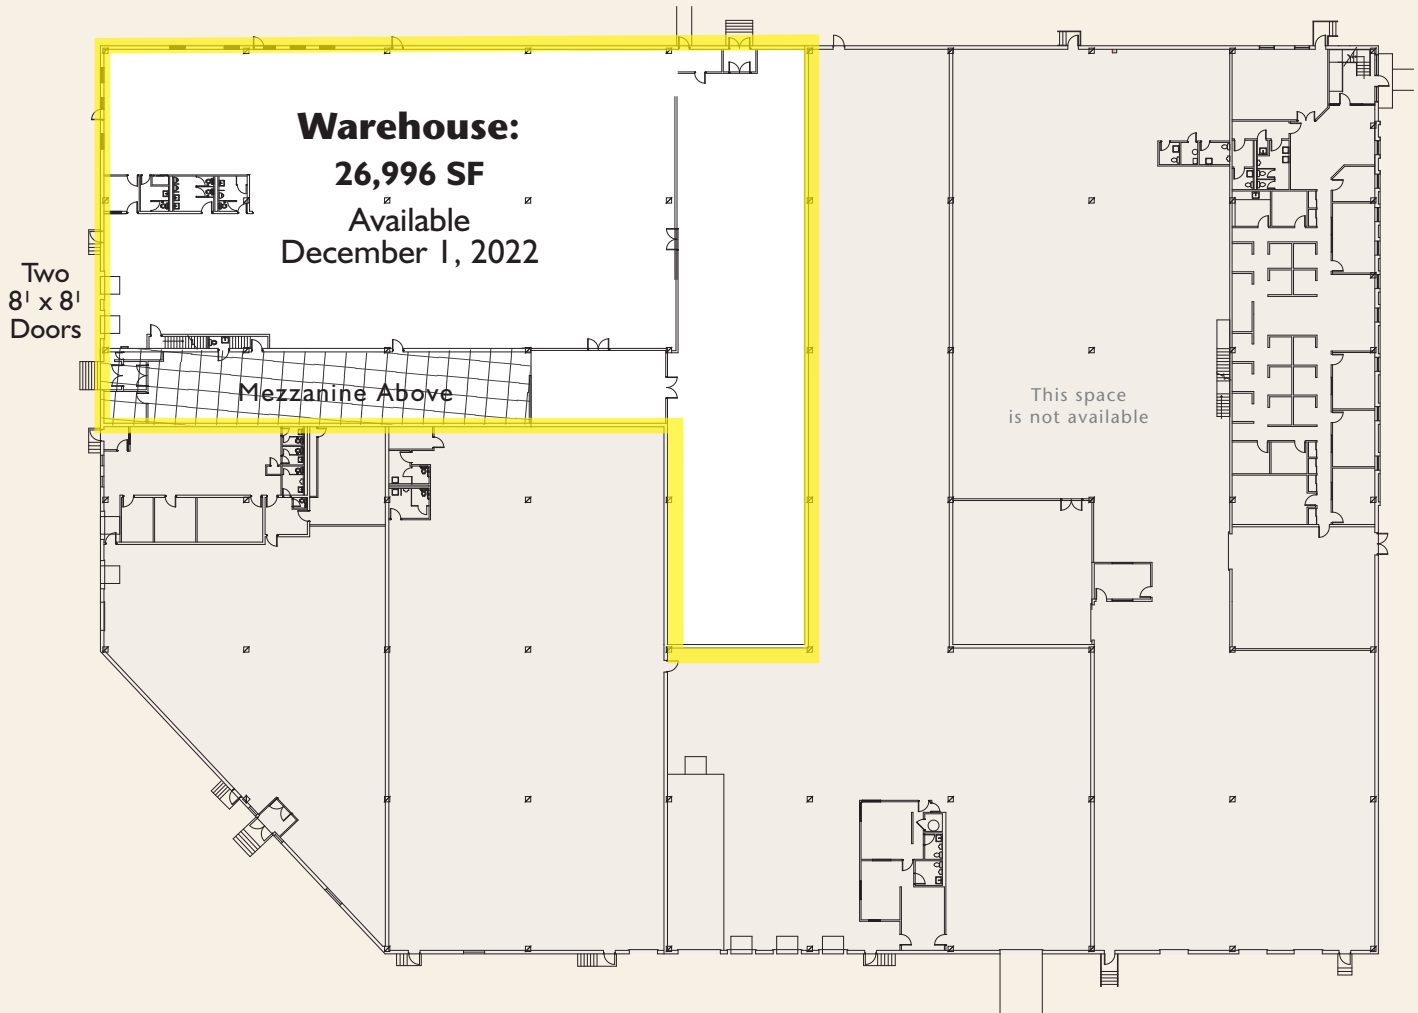 Warehouse:
26,996 SF
Available
December 1, 2022
Two
8' x 8'
Doors
Mezzanine Above
This space
is not available